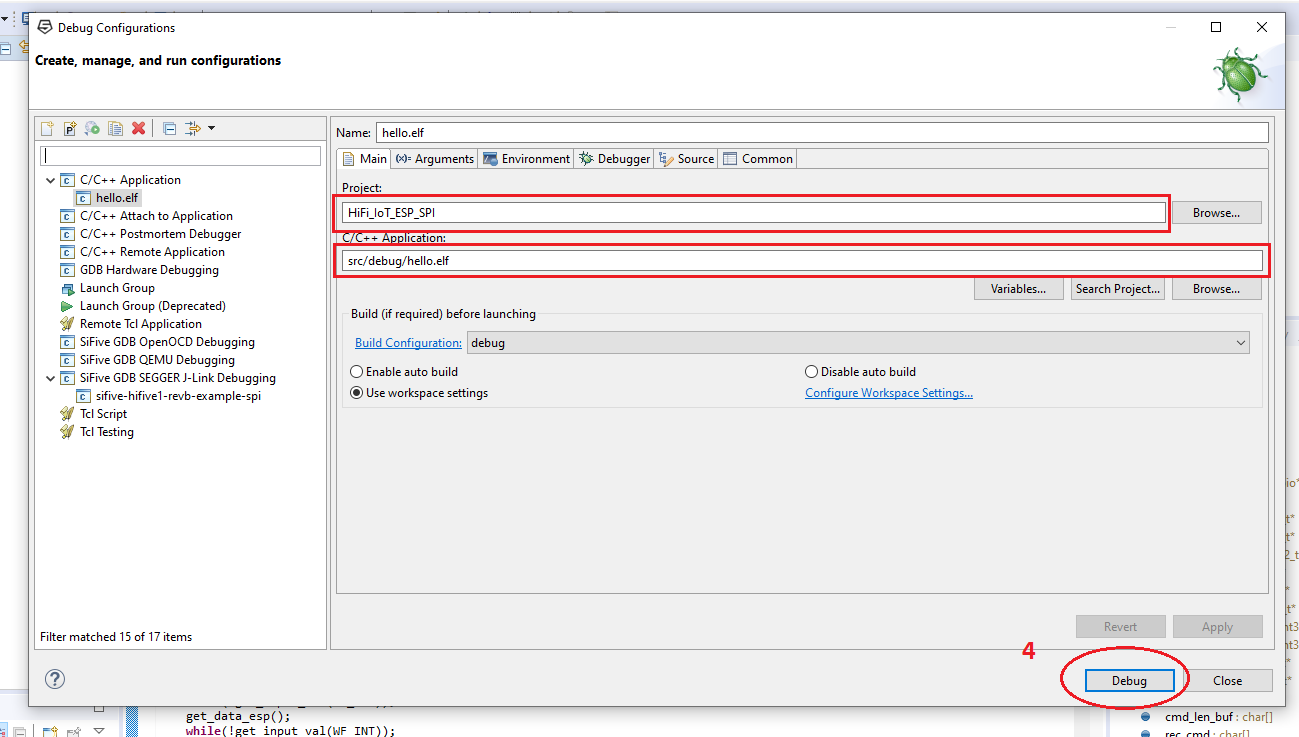 Debug Configurations
Create, manage, and run configurations
Name: hello.elf
Main (x)= Arguments Environment Debugger Source Common
Project:
HiFi_IoT_ESP_SPI Browse...
C/C++ Application:
src/debug/hello.elf
Variables... Search Project... Browse...
Build (if required) before launching
Build Configuration: debug
Enable auto build Disable auto build
Use workspace settings Configure Workspace Settings...
C/C++ Application
hello.elf
C/C++ Attach to Application
C/C++ Postmortem Debugger
C/C++ Remote Application
GDB Hardware Debugging
Launch Group
Launch Group (Deprecated)
Remote Tcl Application
SiFive GDB OpenOCD Debugging
SiFive GDB QEMU Debugging
SiFive GDB SEGGER J-Link Debugging
sifive-hifive1-revb-example-spi
Tcl Script
Tcl Testing
Filter matched 15 of 17 items
Revert Apply
4
Debug Close
get_data_esp();
while(!get_input_val(WF_INT));
cmd_len_buf : char[]
rec_cmd : char[]